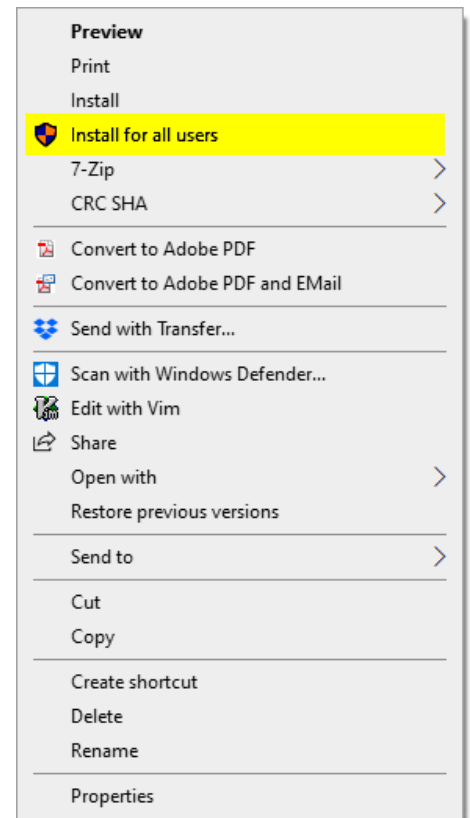 Preview
Print
Install
Install for all users
7-Zip
CRC SHA
Convert to Adobe PDF
Convert to Adobe PDF and EMail
Send with Transfer...
Scan with Windows Defender...
Edit with Vim
Share
Open with
Restore previous versions
Send to
Cut
Copy
Create shortcut
Delete
Rename
Properties